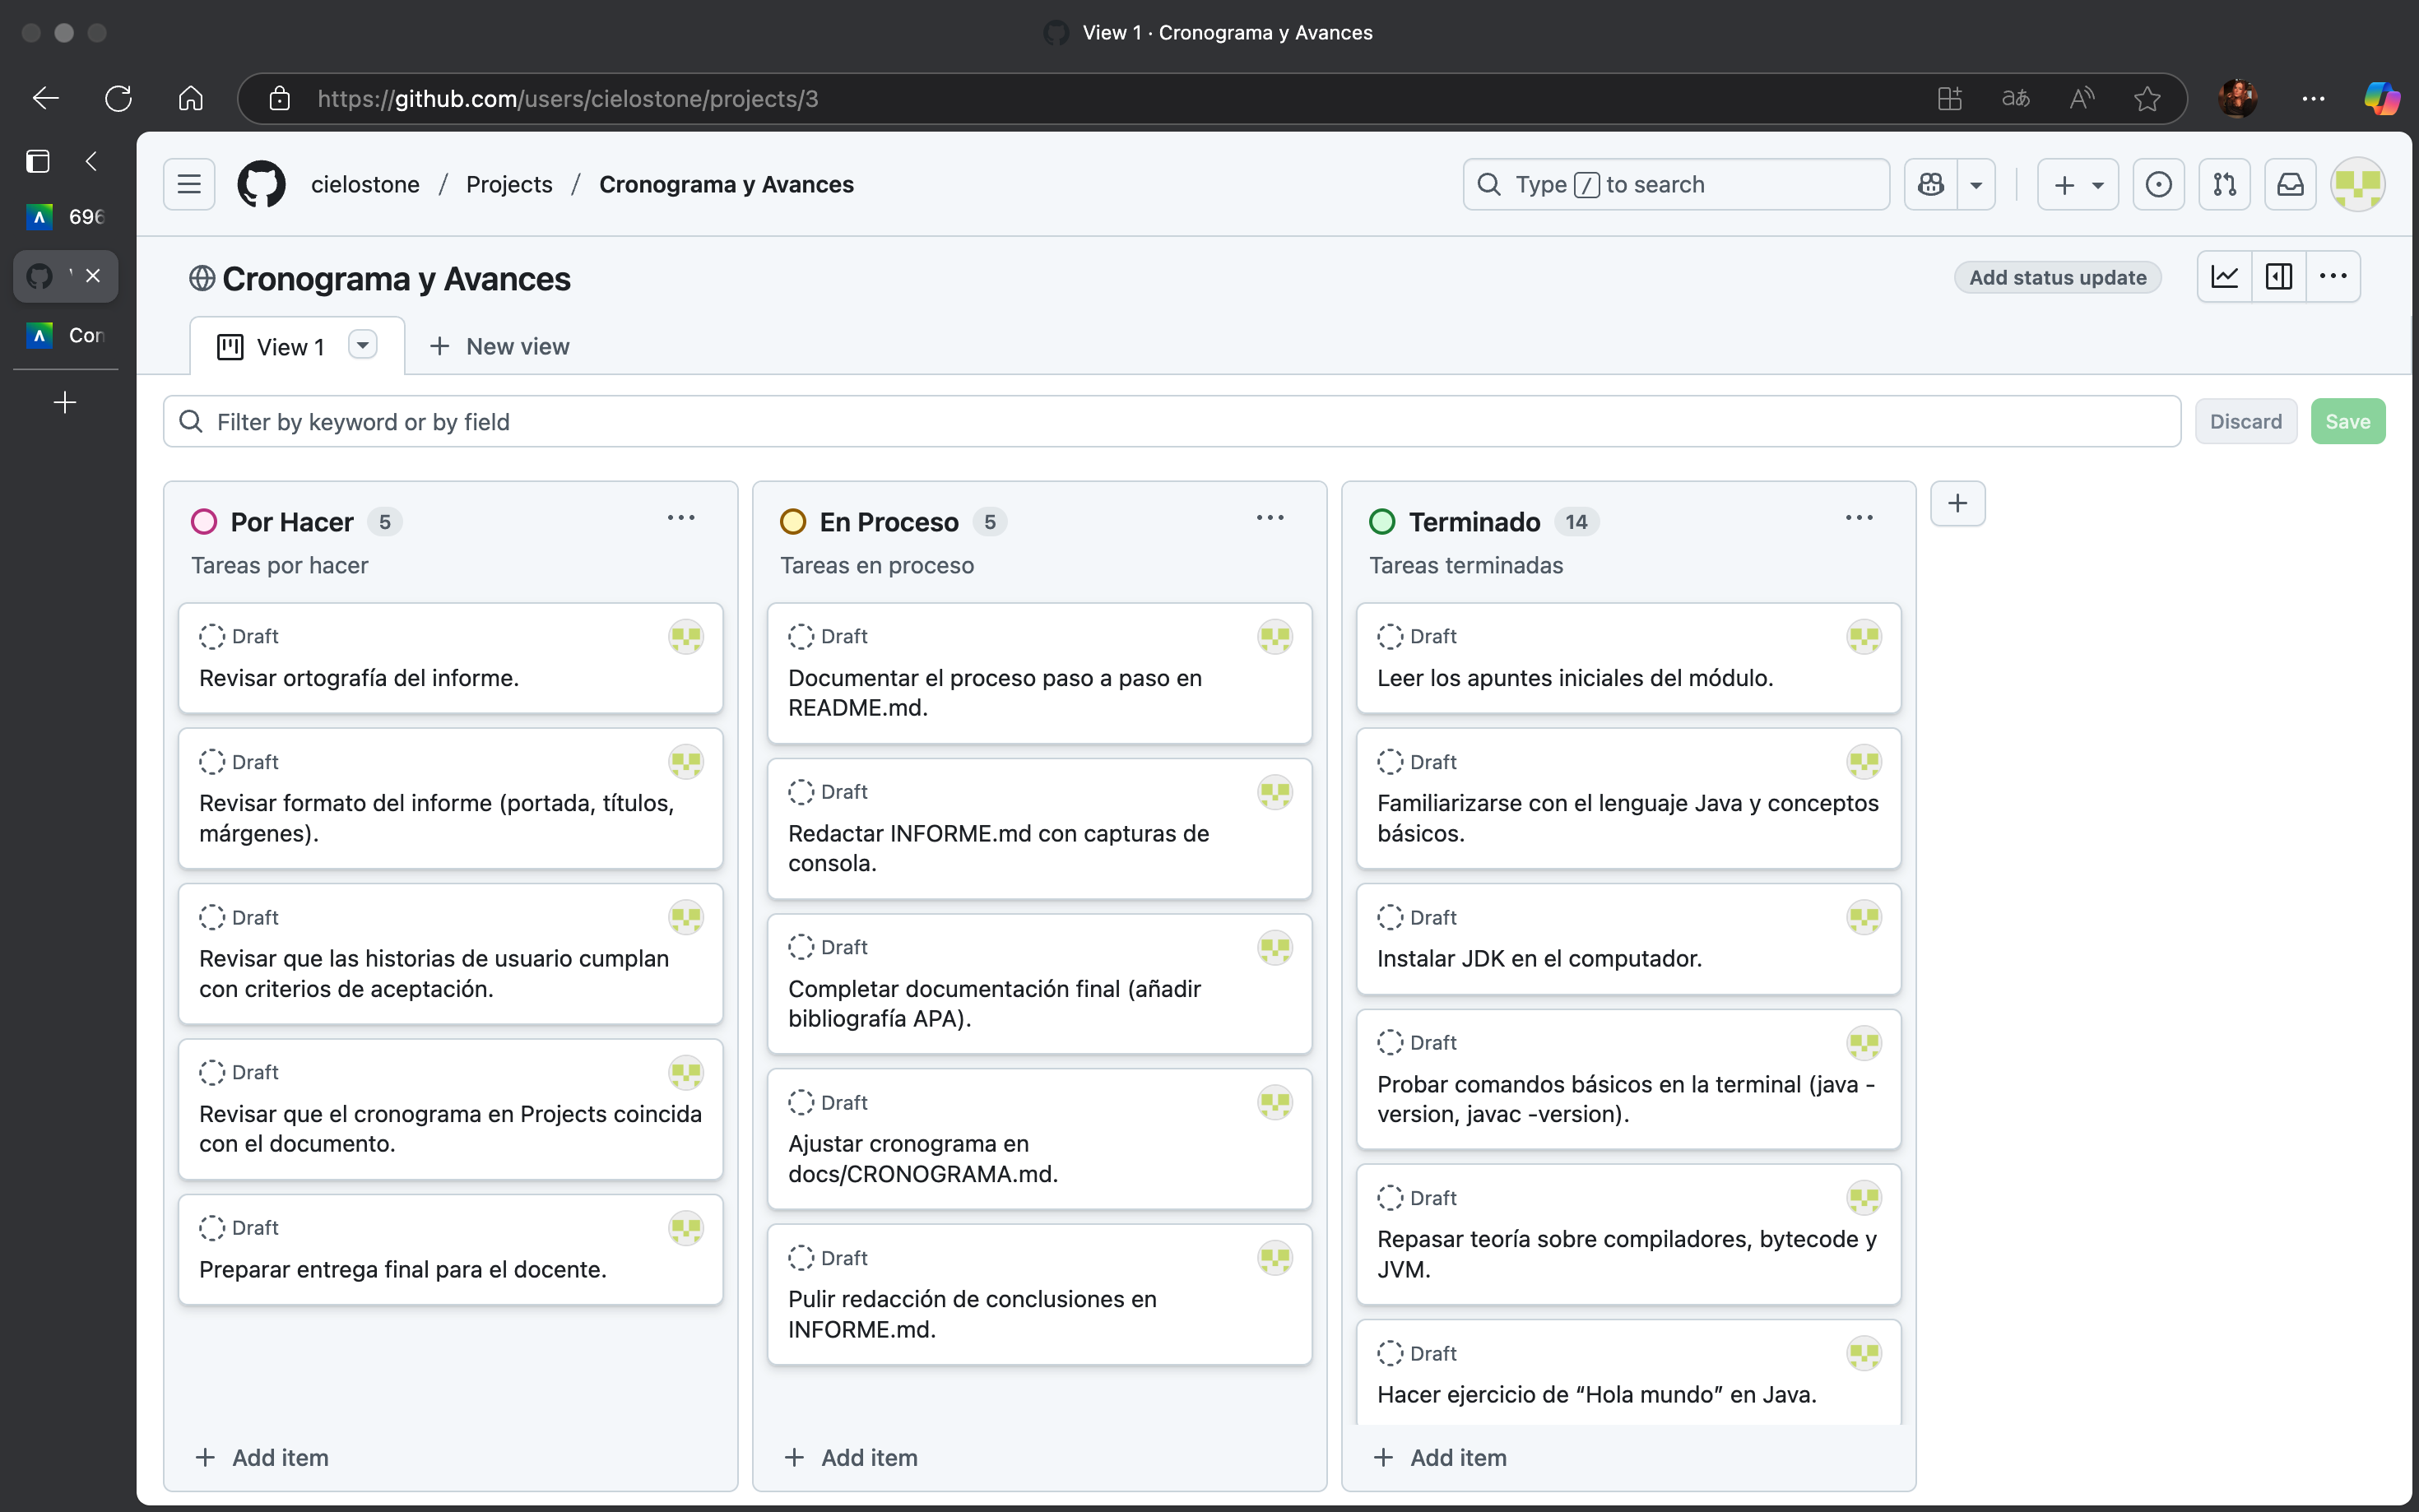 View 1 · Cronograma y Avances
https://github.com/users/cielostone/projects/3
cielostone / Projects / Cronograma y Avances
Type / to search
696
Con
Cronograma y Avances
Add status update
View 1
New view
Filter by keyword or by field
Discard
Save
Por Hacer 5
Tareas por hacer
Draft
Revisar ortografía del informe.
Draft
Revisar formato del informe (portada, títulos,
márgenes).
Draft
Revisar que las historias de usuario cumplan
con criterios de aceptación.
Draft
Revisar que el cronograma en Projects coincida
con el documento.
Draft
Preparar entrega final para el docente.
Add item
En Proceso 5
Tareas en proceso
Draft
Documentar el proceso paso a paso en
README.md.
Draft
Redactar INFORME.md con capturas de
consola.
Draft
Completar documentación final (añadir
bibliografía APA).
Draft
Ajustar cronograma en
docs/CRONOGRAMA.md.
Draft
Pulir redacción de conclusiones en
INFORME.md.
Add item
Terminado 14
Tareas terminadas
Draft
Leer los apuntes iniciales del módulo.
Draft
Familiarizarse con el lenguaje Java y conceptos
básicos.
Draft
Instalar JDK en el computador.
Draft
Probar comandos básicos en la terminal (java -
version, javac -version).
Draft
Repasar teoría sobre compiladores, bytecode y
JVM.
Draft
Hacer ejercicio de “Hola mundo” en Java.
Add item